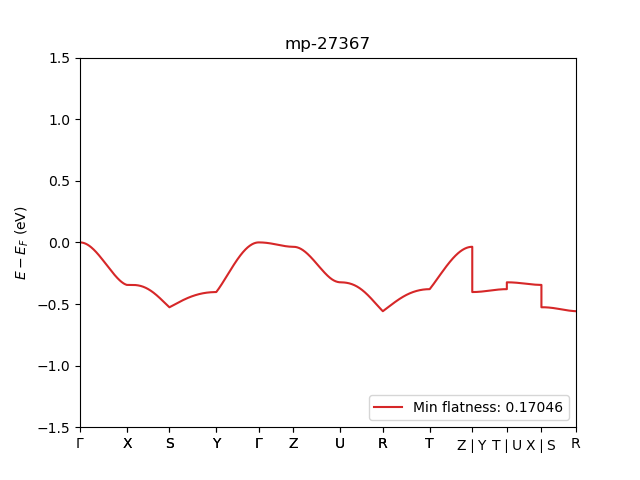 mp-27367
E − E_F (eV)
1.5
1.0
0.5
0.0
−0.5
−1.0
−1.5
Min flatness: 0.17046
Γ X S Y Γ Z U R T Z | Y T | U X | S R